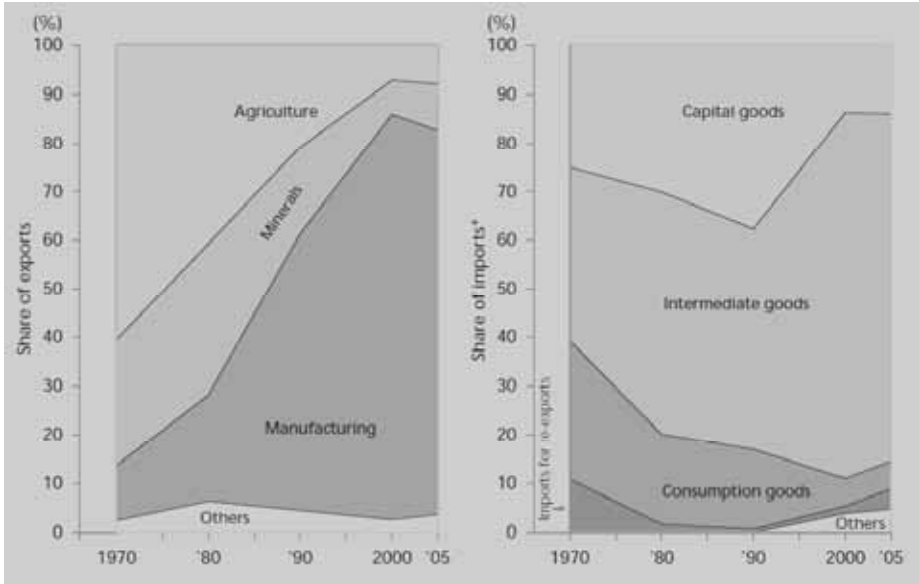 (%)
100
90
80
70
60
50
40
30
20
10
0
Share of exports
Agriculture
Minerals
Manufacturing
Others
1970 '80 '90 2000 '05
(%)
100
90
80
70
60
50
40
30
20
10
0
Share of imports*
Imports for re-exports
Capital goods
Intermediate goods
Consumption goods
Others
1970 '80 '90 2000 '05